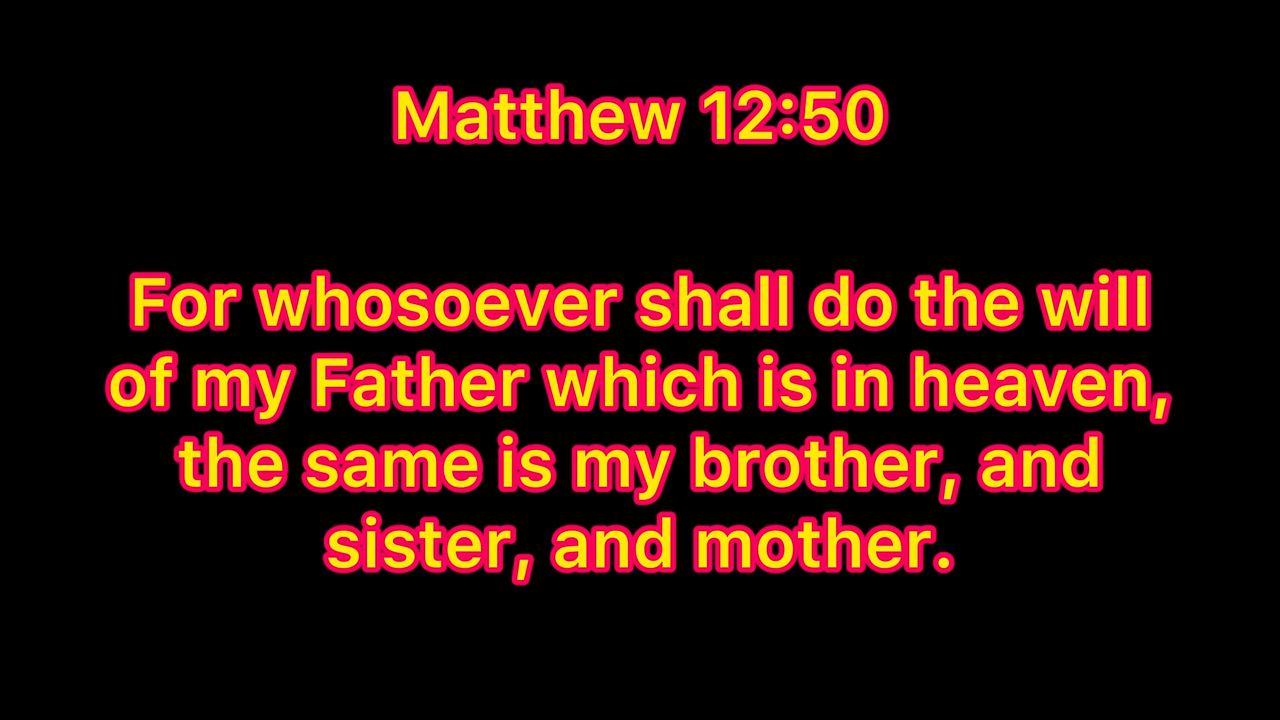 Matthew 12:50
For whosoever shall do the will
of my Father which is in heaven,
the same is my brother, and
sister, and mother.